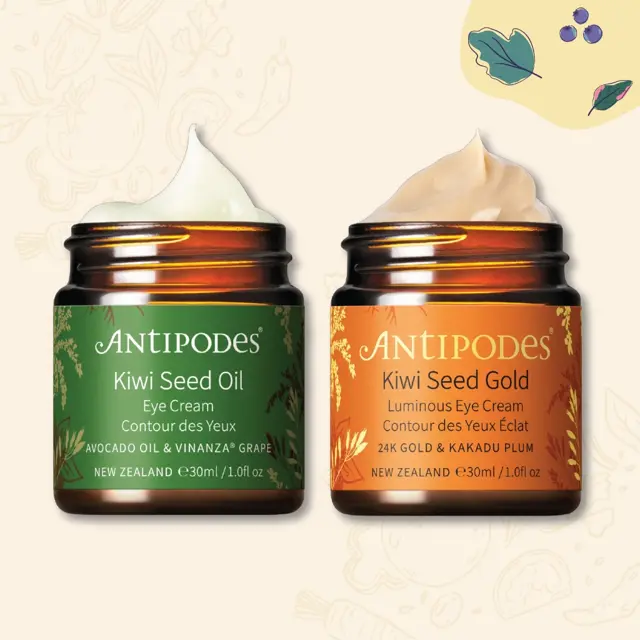 ANTIPODES®
Kiwi Seed Oil
Eye Cream
Contour des Yeux
AVOCADO OIL & VINANZA® GRAPE
NEW ZEALAND ℮30ml / 1.0fl oz
ANTIPODES®
Kiwi Seed Gold
Luminous Eye Cream
Contour des Yeux Éclat
24K GOLD & KAKADU PLUM
NEW ZEALAND ℮30ml / 1.0fl oz